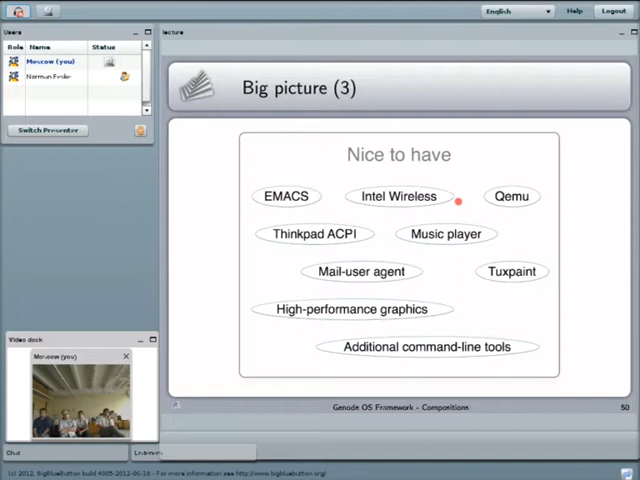 English
Help
Logout
Users
lecture
Role Name Status
Moscow (you)
Norman Feske
Switch Presenter
Big picture (3)
Nice to have
EMACS Intel Wireless Qemu
Thinkpad ACPI Music player
Mail-user agent Tuxpaint
High-performance graphics
Additional command-line tools
Video dock
Moscow (you)
Genode OS Framework - Compositions 50
Chat
Listeners
(c) 2012, BigBlueButton build 4005-2012-06-19 - For more information see http://www.bigbluebutton.org/